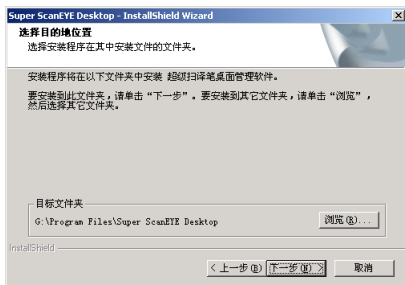 Super ScanEYE Desktop - InstallShield Wizard
选择目的地位置
选择安装程序在其中安装文件的文件夹。
安装程序将在以下文件夹中安装 超级扫译笔桌面管理软件。
要安装到此文件夹，请单击“下一步”。要安装到其它文件夹，请单击“浏览”，
然后选择其它文件夹。
目标文件夹
G:\Program Files\Super ScanEYE Desktop
浏览(R)...
InstallShield
< 上一步(B) 下一步(N) > 取消